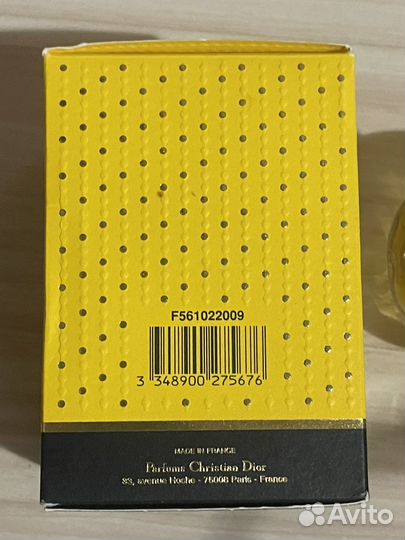 F561022009
3 348900 275676
MADE IN FRANCE
Parfums Christian Dior
33, avenue Hoche - 75008 Paris - France
Avito